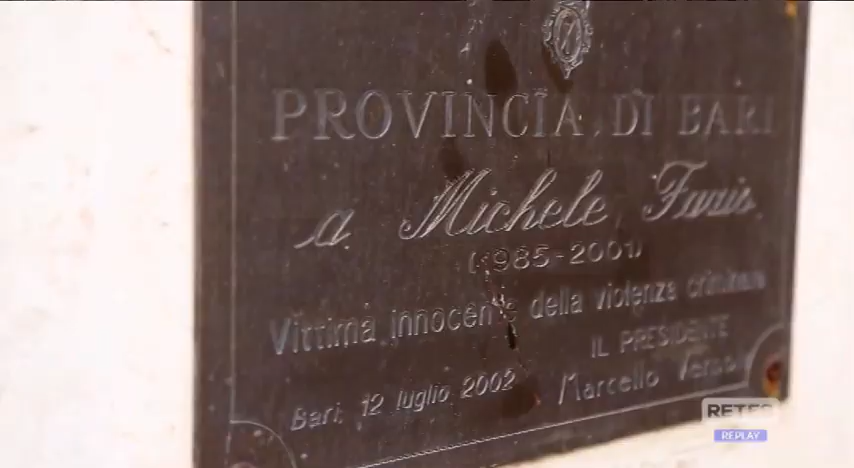 PROVINCIA DI BARI
a Michele Fazio
(1985-2001)
Vittima innocente della violenza criminale
IL PRESIDENTE
Bari, 12 luglio 2002 Marcello
REPLAY